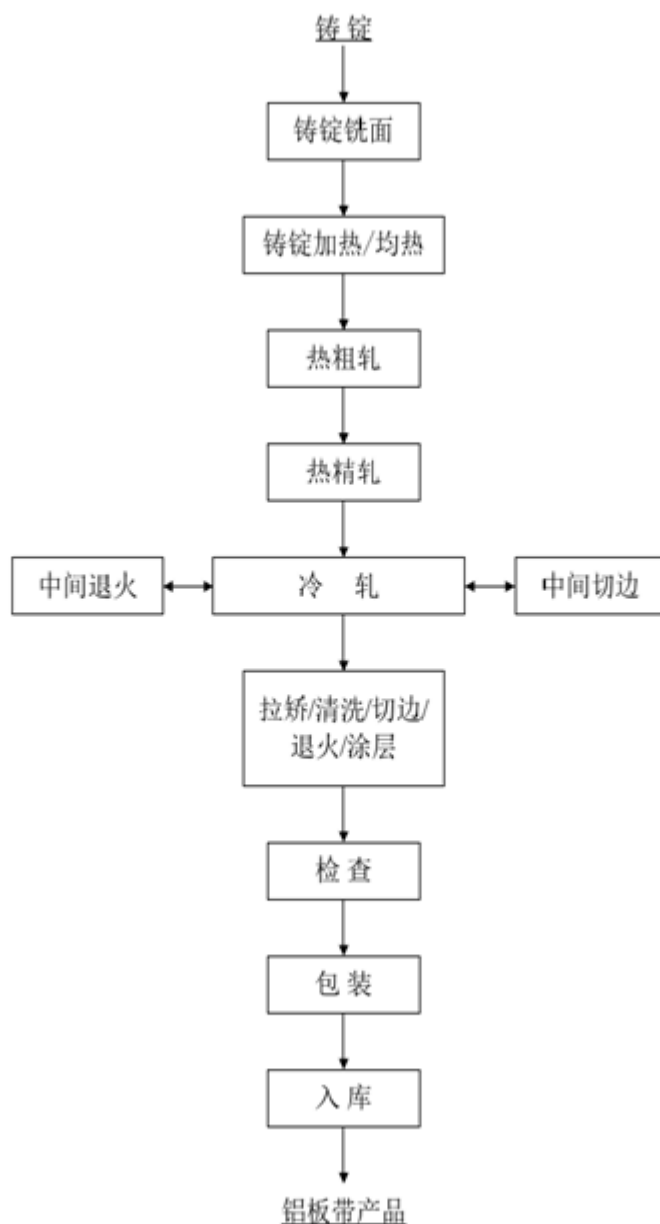 铸 锭
铸锭铣面
铸锭加热/均热
热粗轧
热精轧
中间退火
冷 轧
中间切边
拉矫/清洗/切边/
退火/涂层
检 查
包 装
入 库
铝板带产品